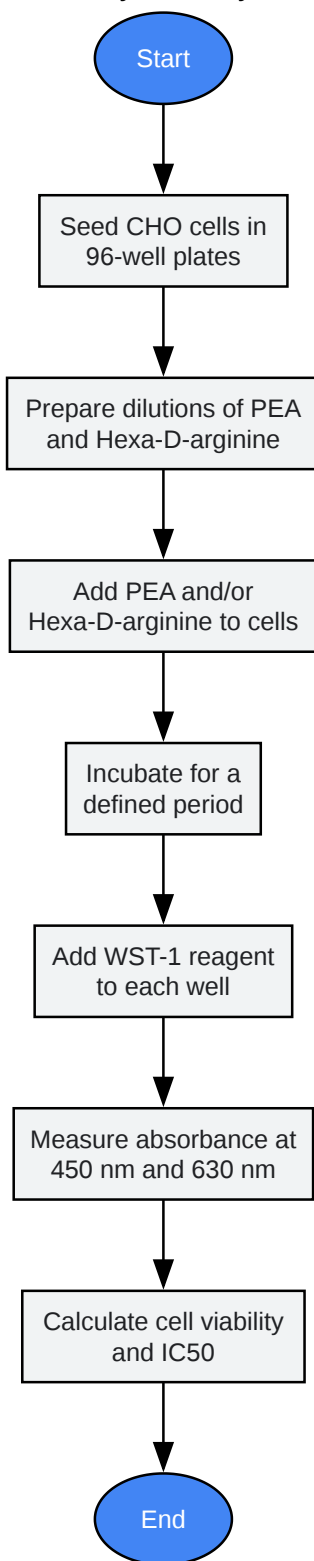 Start
Seed CHO cells in
96-well plates
Prepare dilutions of PEA
and Hexa-D-arginine
Add PEA and/or
Hexa-D-arginine to cells
Incubate for a
defined period
Add WST-1 reagent
to each well
Measure absorbance at
450 nm and 630 nm
Calculate cell viability
and IC50
End